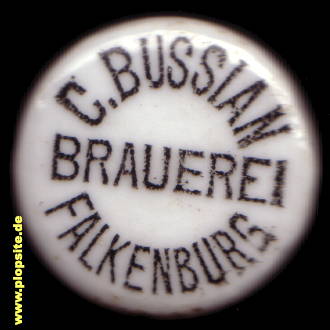 C. BUSSIAN
BRAUEREI
FALKENBURG
www.plopsite.de